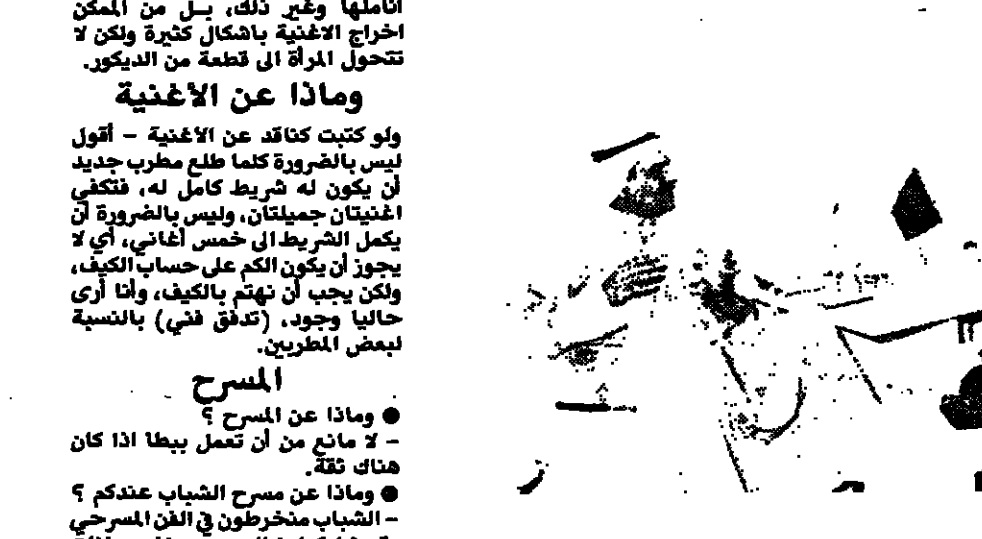 أناملها وغير ذلك، بـل من الممكن
اخراج الاغنية باشكال كثيرة ولكن لا
تتحول المرأة الى قطعة من الديكور.
وماذا عن الأغنية
ولو كتبت كناقد عن الأغنية – أقول
ليس بالضرورة كلما طلع مطرب جديد
أن يكون له شريط كامل له، فتكفي
اغنيتان جميلتان، وليس بالضرورة أن
يكمل الشريط الى خمس أغاني، أي لا
يجوز أن يكون الكم على حساب الكيف،
ولكن يجب أن نهتم بالكيف، وأنا أرى
حاليا وجود، (تدفق فني) بالنسبة
لبعض المطربين.
المسرح
● وماذا عن المسرح ؟
– لا مانع من أن تعمل ببطا اذا كان
هناك ثقة.
● وماذا عن مسرح الشباب عندكم ؟
– الشباب منخرطون في الفن المسرحي